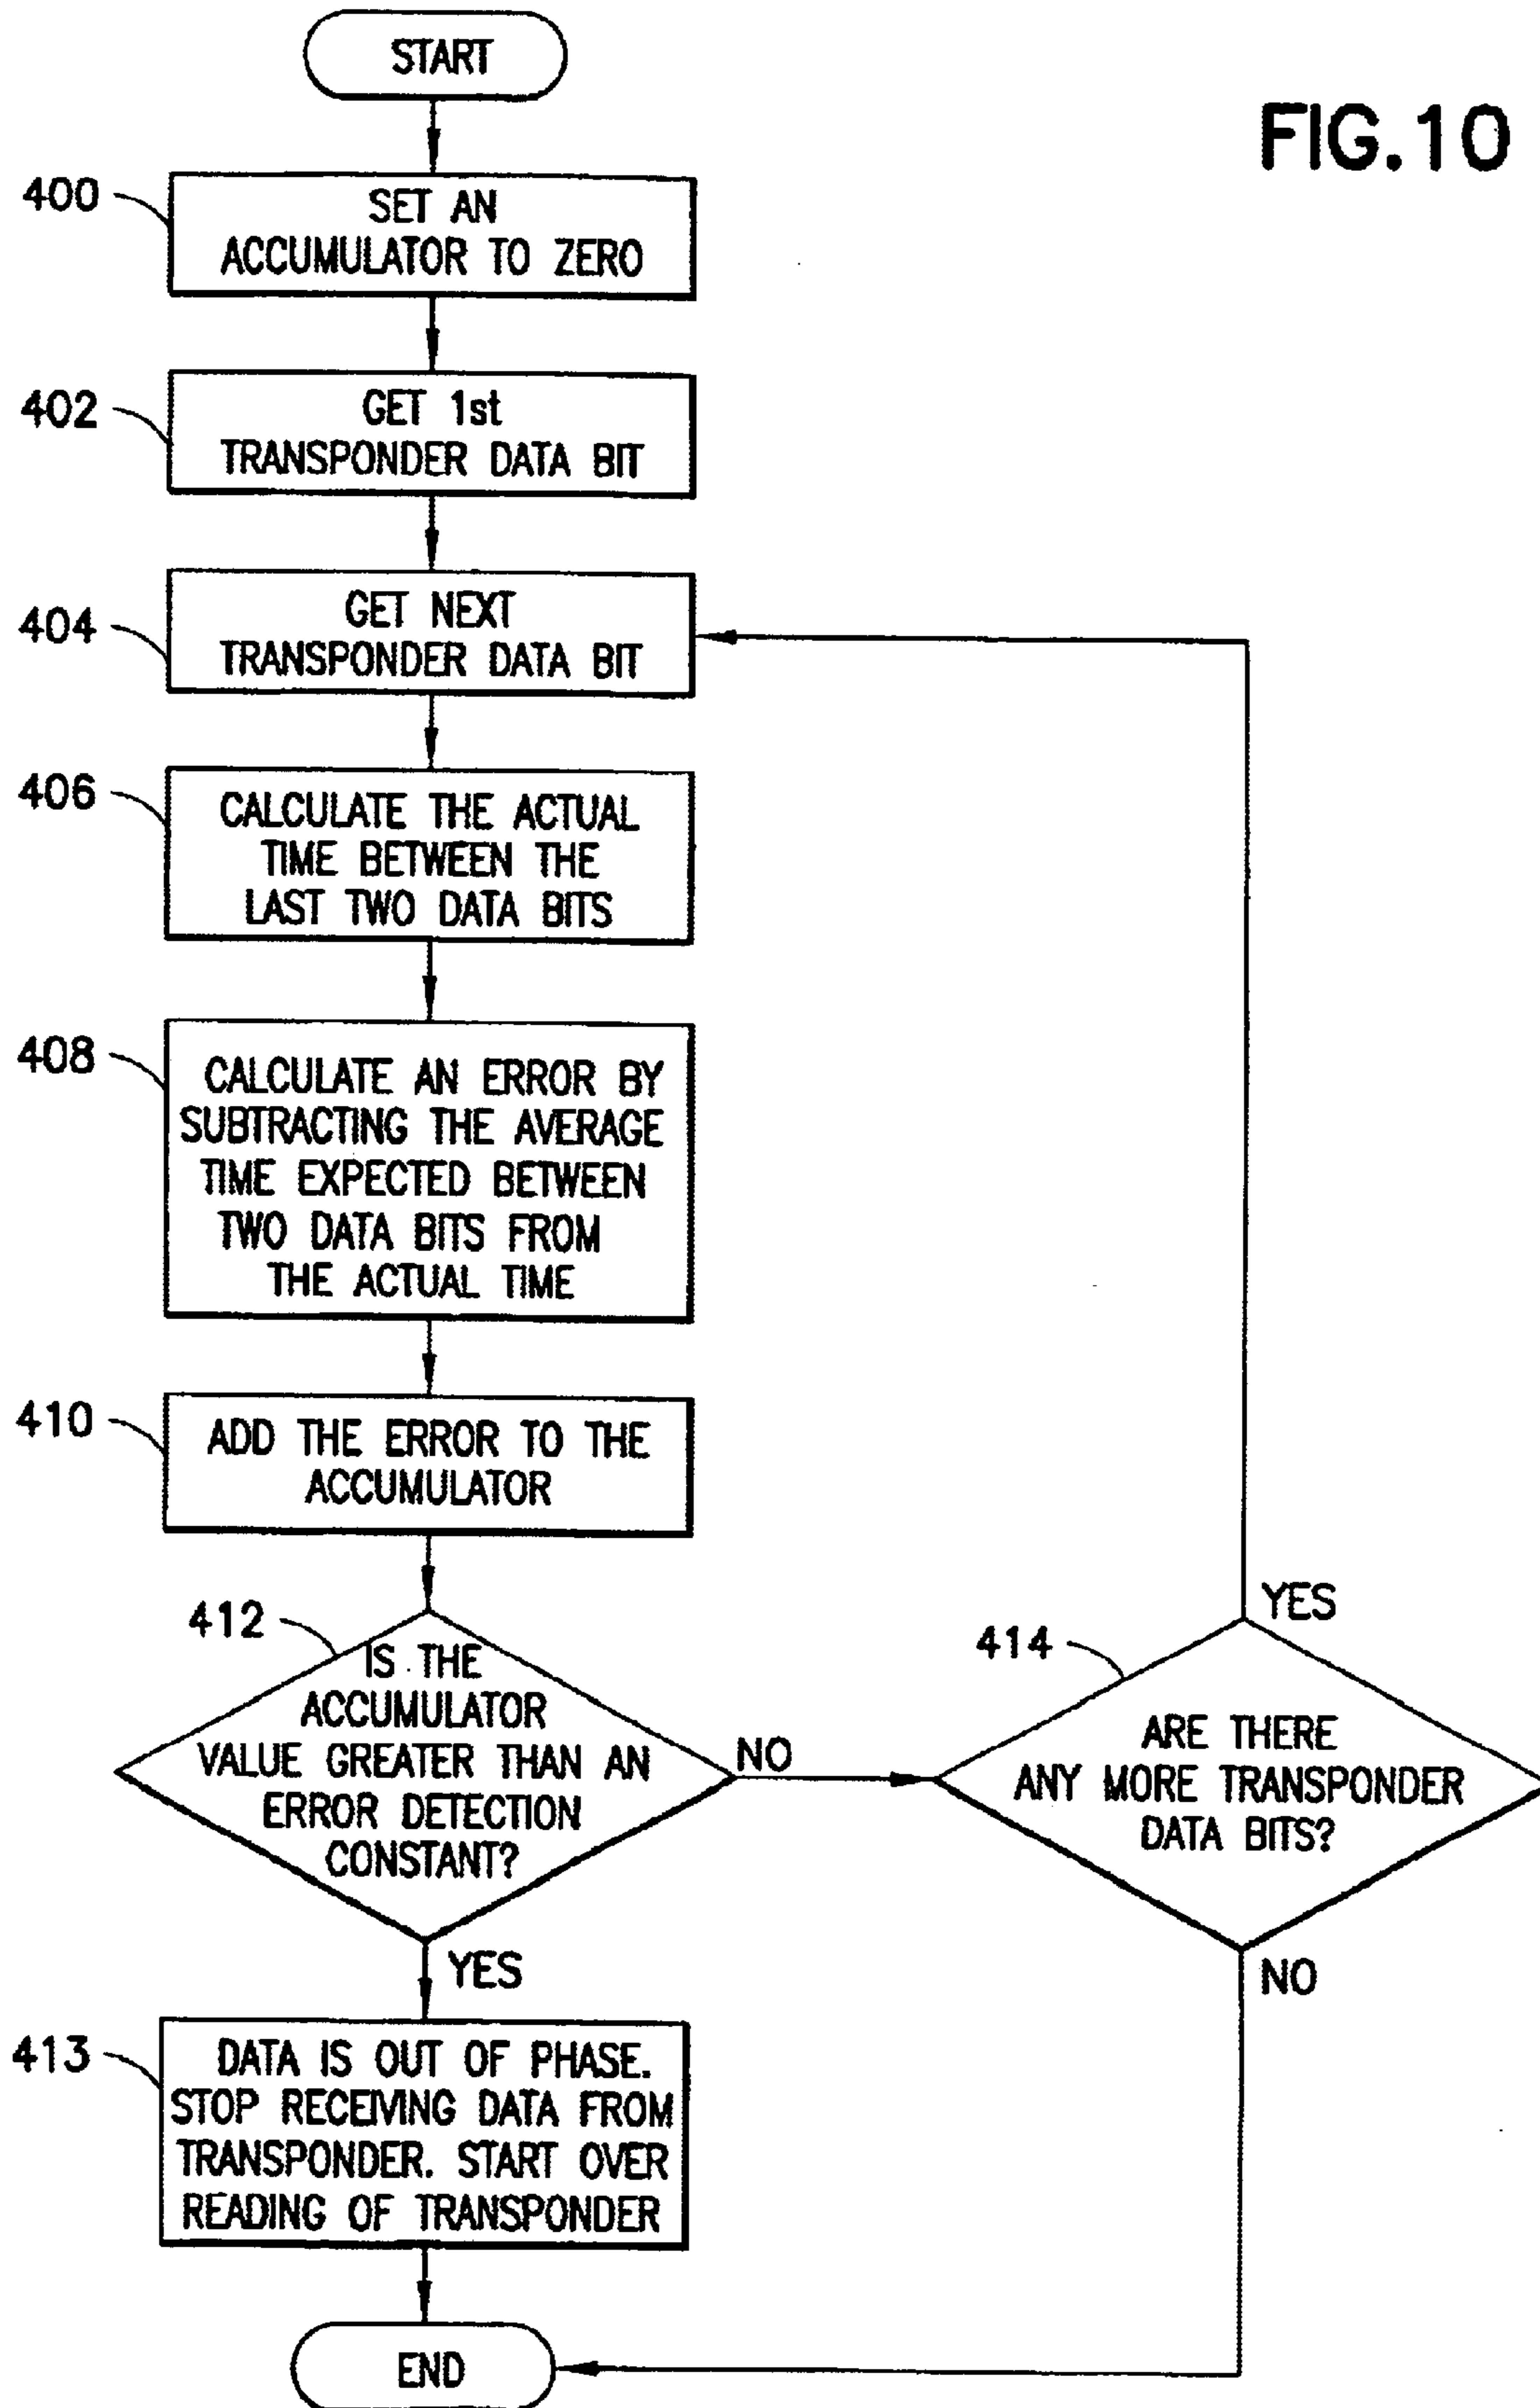 START
FIG.10
400
SET AN
ACCUMULATOR TO ZERO
402
GET 1st
TRANSPONDER DATA BIT
404
GET NEXT
TRANSPONDER DATA BIT
406
CALCULATE THE ACTUAL
TIME BETWEEN THE
LAST TWO DATA BITS
408
CALCULATE AN ERROR BY
SUBTRACTING THE AVERAGE
TIME EXPECTED BETWEEN
TWO DATA BITS FROM
THE ACTUAL TIME
410
ADD THE ERROR TO THE
ACCUMULATOR
412
IS THE
ACCUMULATOR
VALUE GREATER THAN AN
ERROR DETECTION
CONSTANT?
NO
YES
414
ARE THERE
ANY MORE TRANSPONDER
DATA BITS?
YES
NO
413
DATA IS OUT OF PHASE.
STOP RECEIVING DATA FROM
TRANSPONDER. START OVER
READING OF TRANSPONDER
END